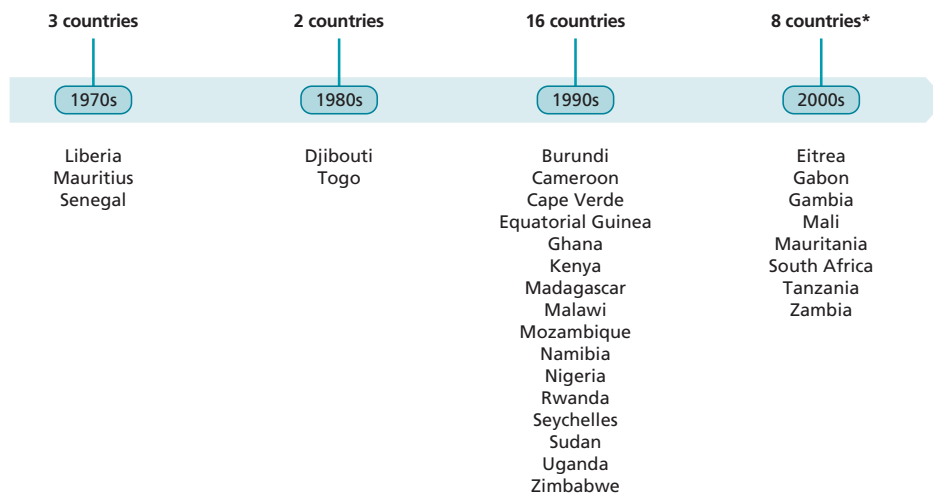 3 countries
2 countries
16 countries
8 countries*
1970s
1980s
1990s
2000s
Liberia
Mauritius
Senegal
Djibouti
Togo
Burundi
Cameroon
Cape Verde
Equatorial Guinea
Ghana
Kenya
Madagascar
Malawi
Mozambique
Namibia
Nigeria
Rwanda
Seychelles
Sudan
Uganda
Zimbabwe
Eitrea
Gabon
Gambia
Mali
Mauritania
South Africa
Tanzania
Zambia